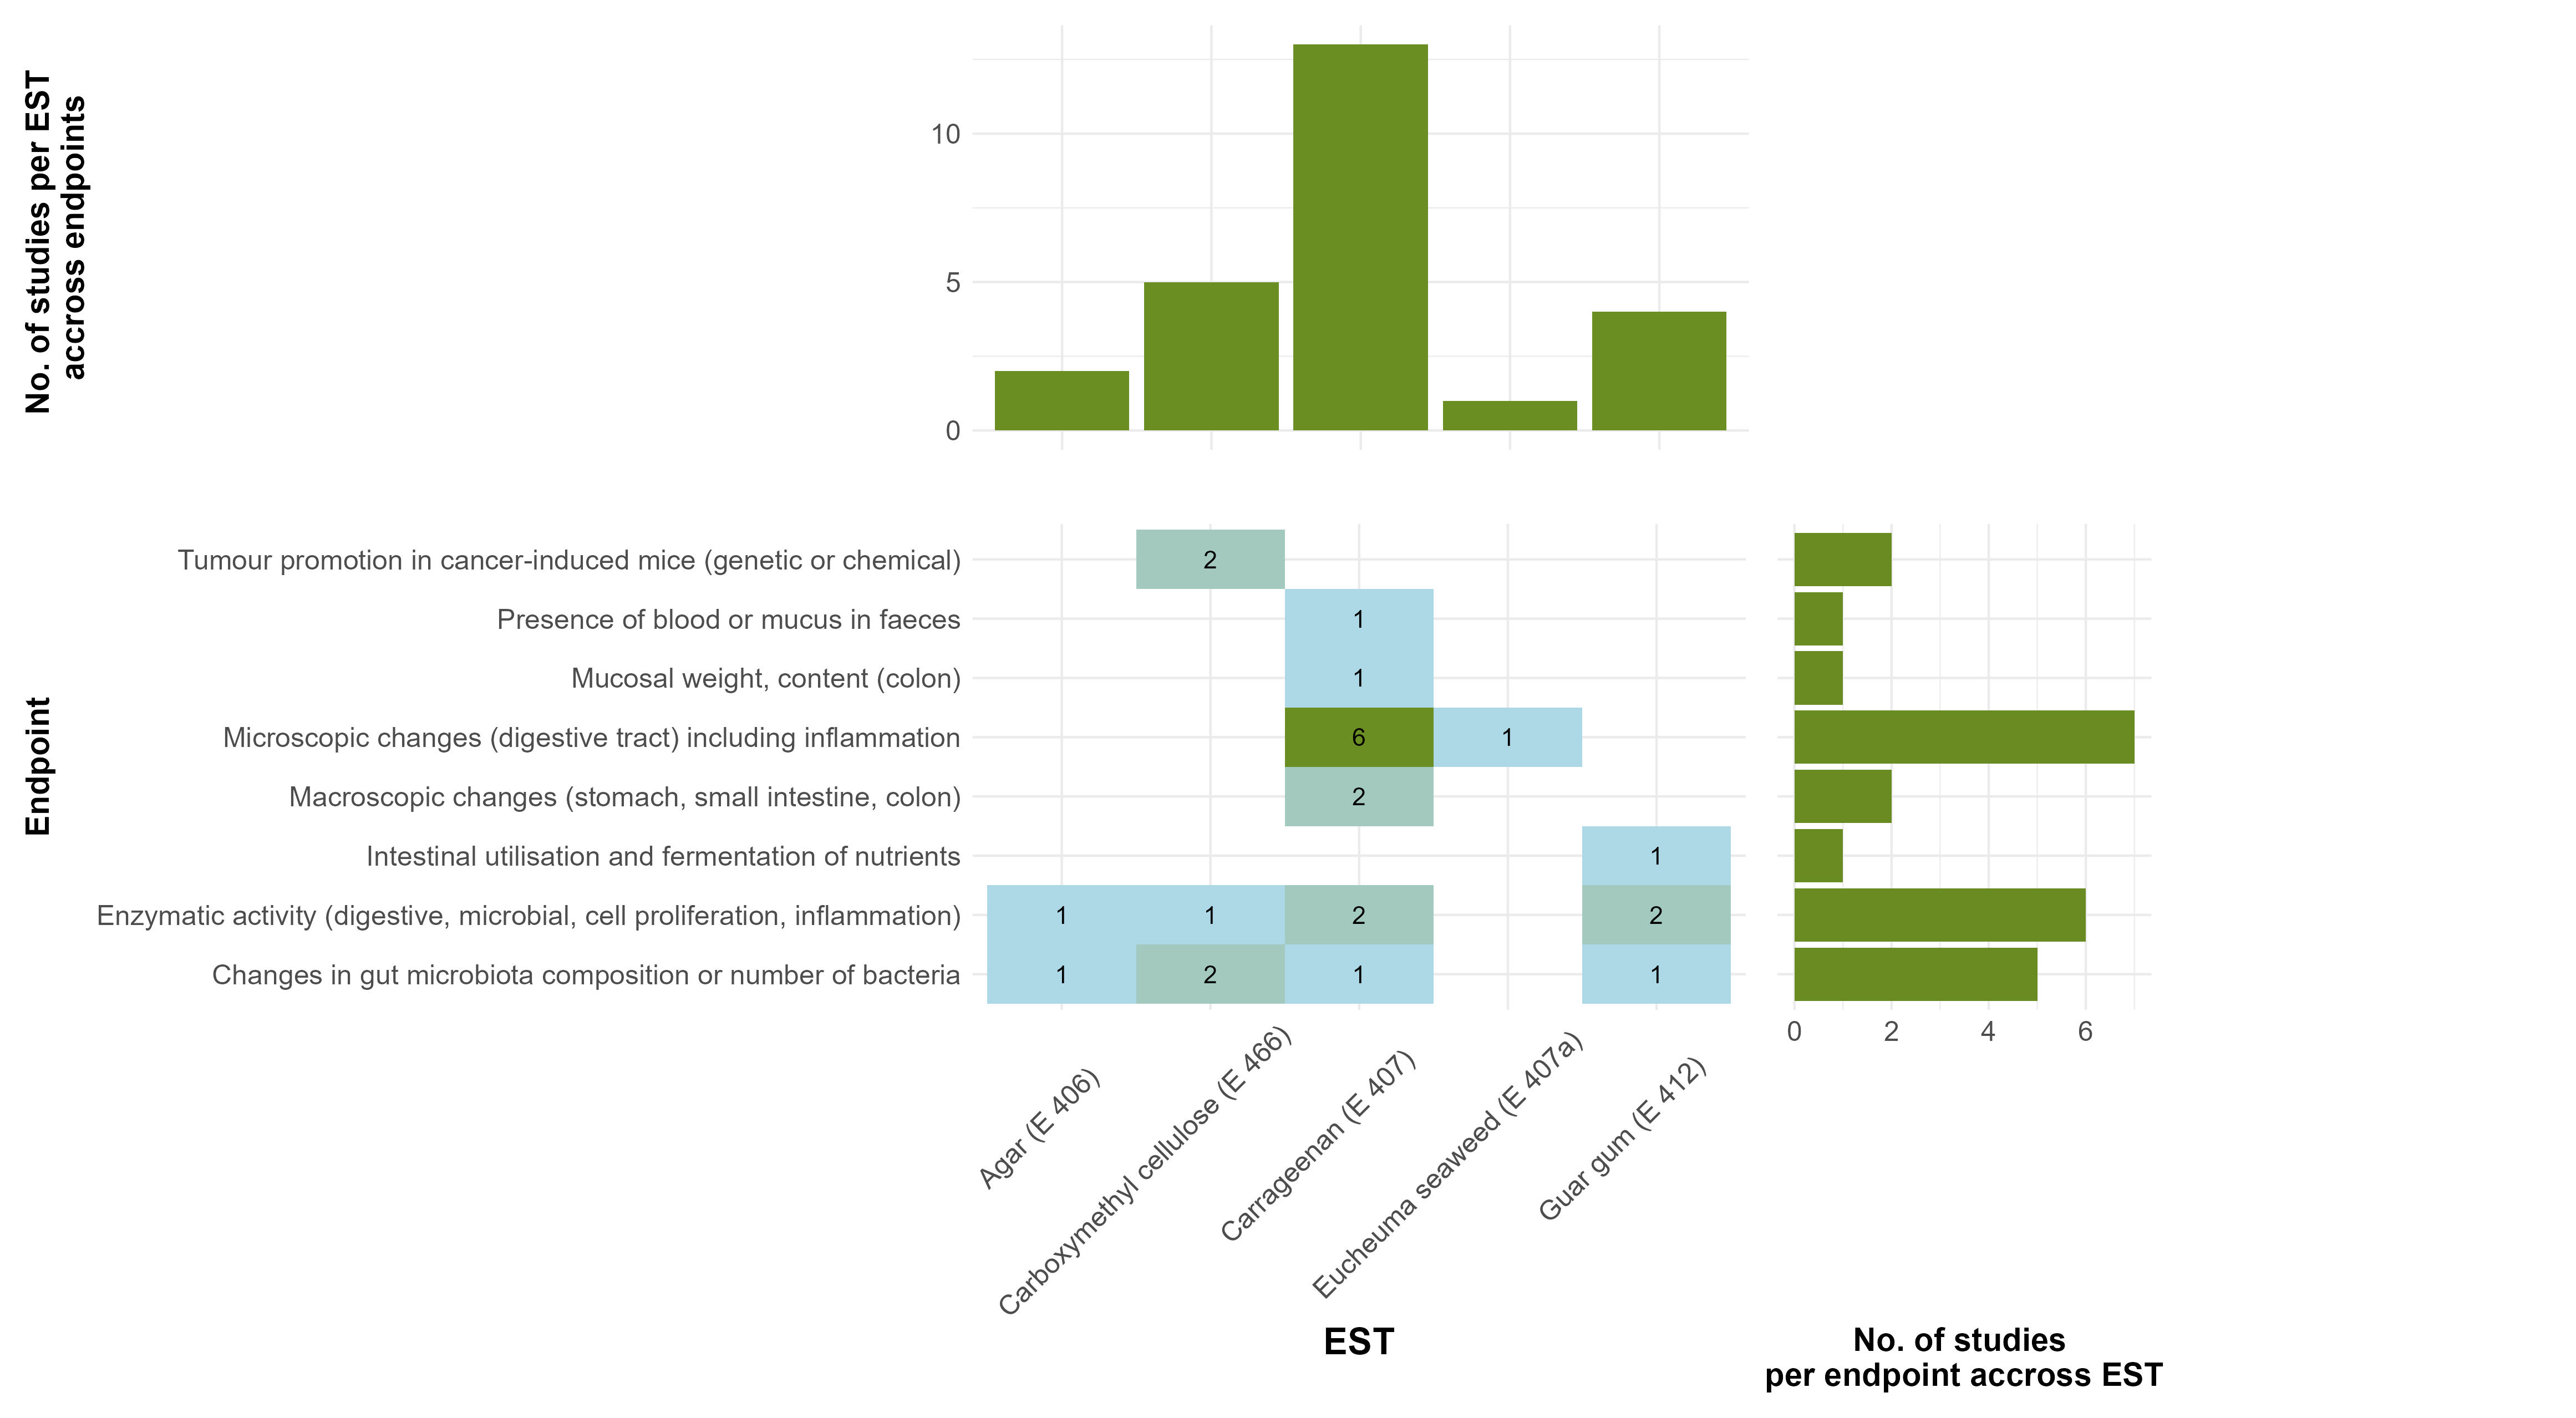 No. of studies per EST
accross endpoints
10
5
0
Endpoint
Tumour promotion in cancer-induced mice (genetic or chemical)
2
Presence of blood or mucus in faeces
1
Mucosal weight, content (colon)
1
Microscopic changes (digestive tract) including inflammation
6 1
Macroscopic changes (stomach, small intestine, colon)
2
Intestinal utilisation and fermentation of nutrients
1
Enzymatic activity (digestive, microbial, cell proliferation, inflammation)
1 1 2 2
Changes in gut microbiota composition or number of bacteria
1 2 1 1
0 2 4 6
Agar (E 406)
Carboxymethyl cellulose (E 466)
Carrageenan (E 407)
Eucheuma seaweed (E 407a)
Guar gum (E 412)
EST
No. of studies
per endpoint accross EST